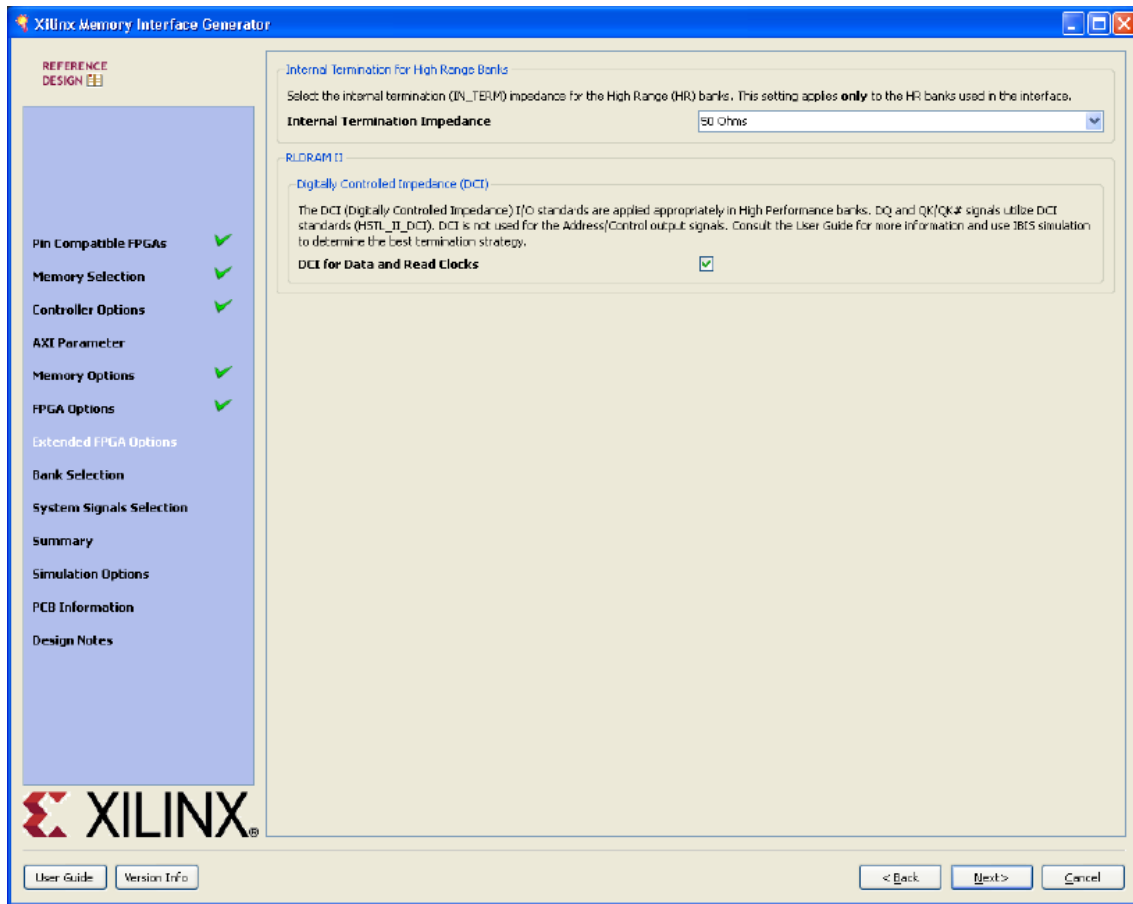 Xilinx Memory Interface Generator
REFERENCE
DESIGN
Pin Compatible FPGAs
Memory Selection
Controller Options
AXI Parameter
Memory Options
FPGA Options
Extended FPGA Options
Bank Selection
System Signals Selection
Summary
Simulation Options
PCB Information
Design Notes
XILINX®
Internal Termination for High Range Banks
Select the internal termination (IN_TERM) impedance for the High Range (HR) banks. This setting applies only to the HR banks used in the interface.
Internal Termination Impedance
50 Ohms
RLDRAM II
Digitally Controlled Impedance (DCI)
The DCI (Digitally Controlled Impedance) I/O standards are applied appropriately in High Performance banks. DQ and QK/QK# signals utilize DCI
standards (HSTL_II_DCI). DCI is not used for the Address/Control output signals. Consult the User Guide for more information and use IBIS simulation
to determine the best termination strategy.
DCI for Data and Read Clocks
User Guide
Version Info
< Back
Next>
Cancel